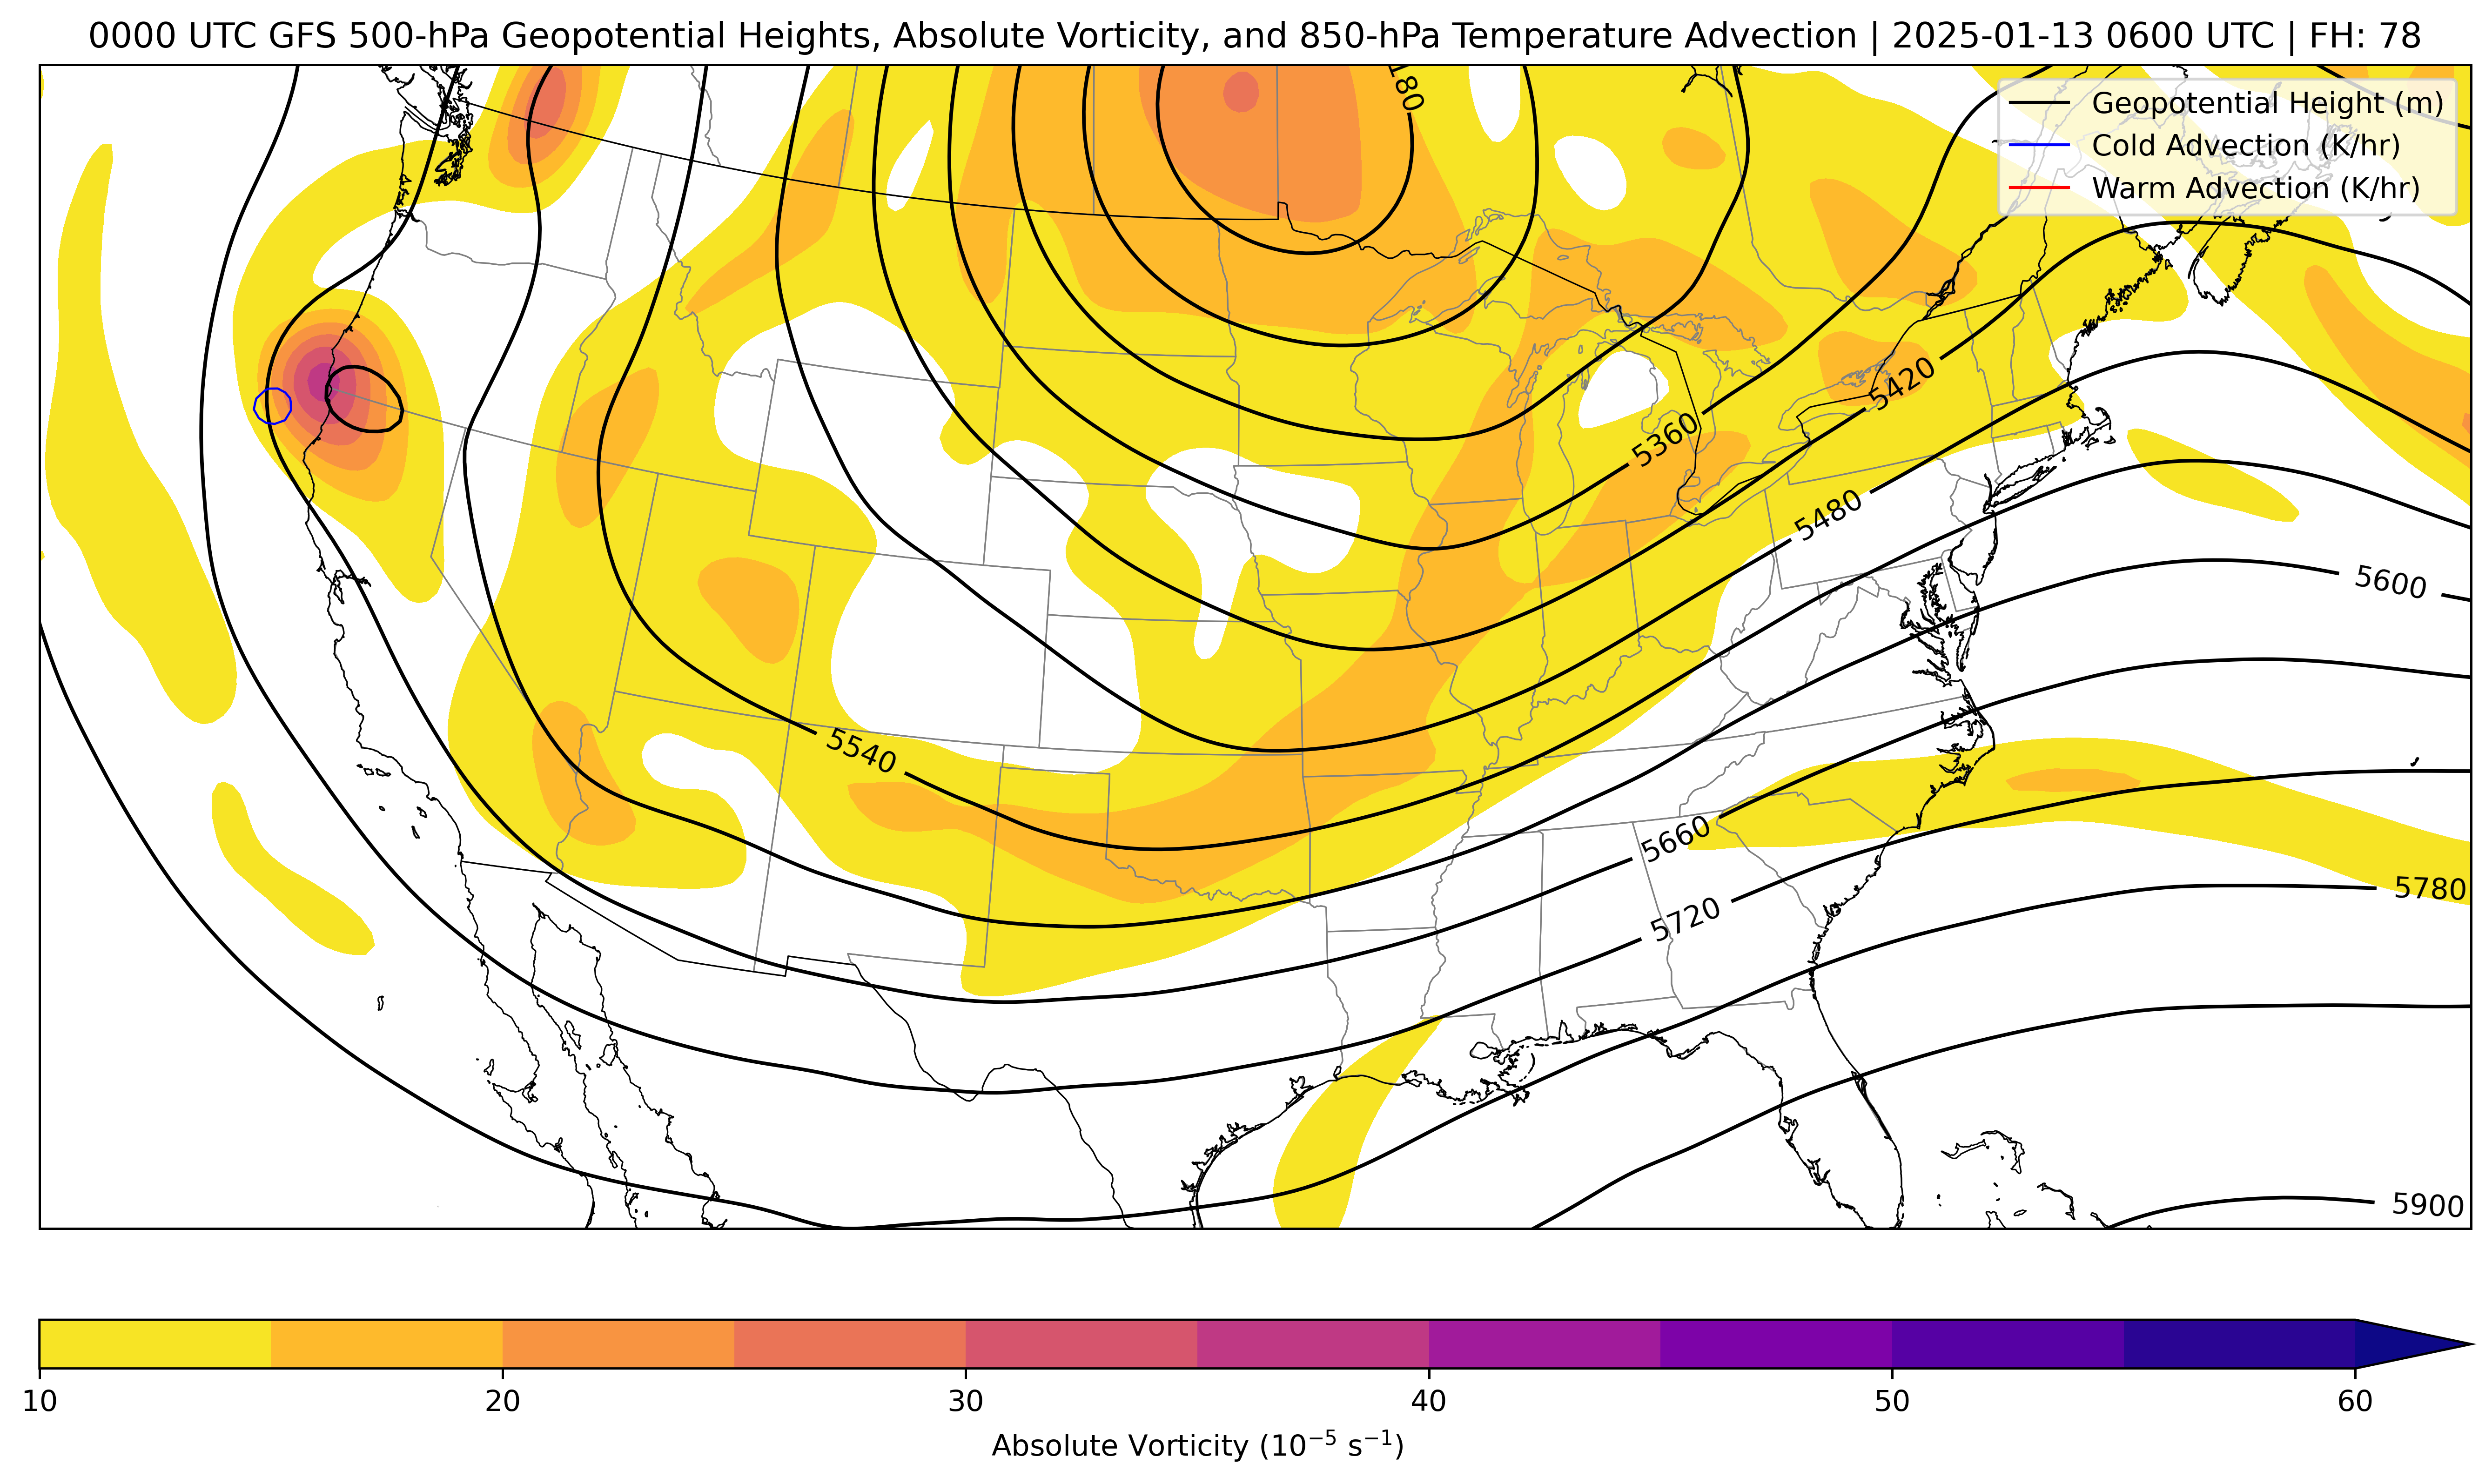 0000 UTC GFS 500-hPa Geopotential Heights, Absolute Vorticity, and 850-hPa Temperature Advection | 2025-01-13 0600 UTC | FH: 78
Geopotential Height (m)
Cold Advection (K/hr)
Warm Advection (K/hr)
180
5420
5360
5480
5600
5540
5660
5780
5720
5900
10 20 30 40 50 60
Absolute Vorticity (10⁻⁵ s⁻¹)